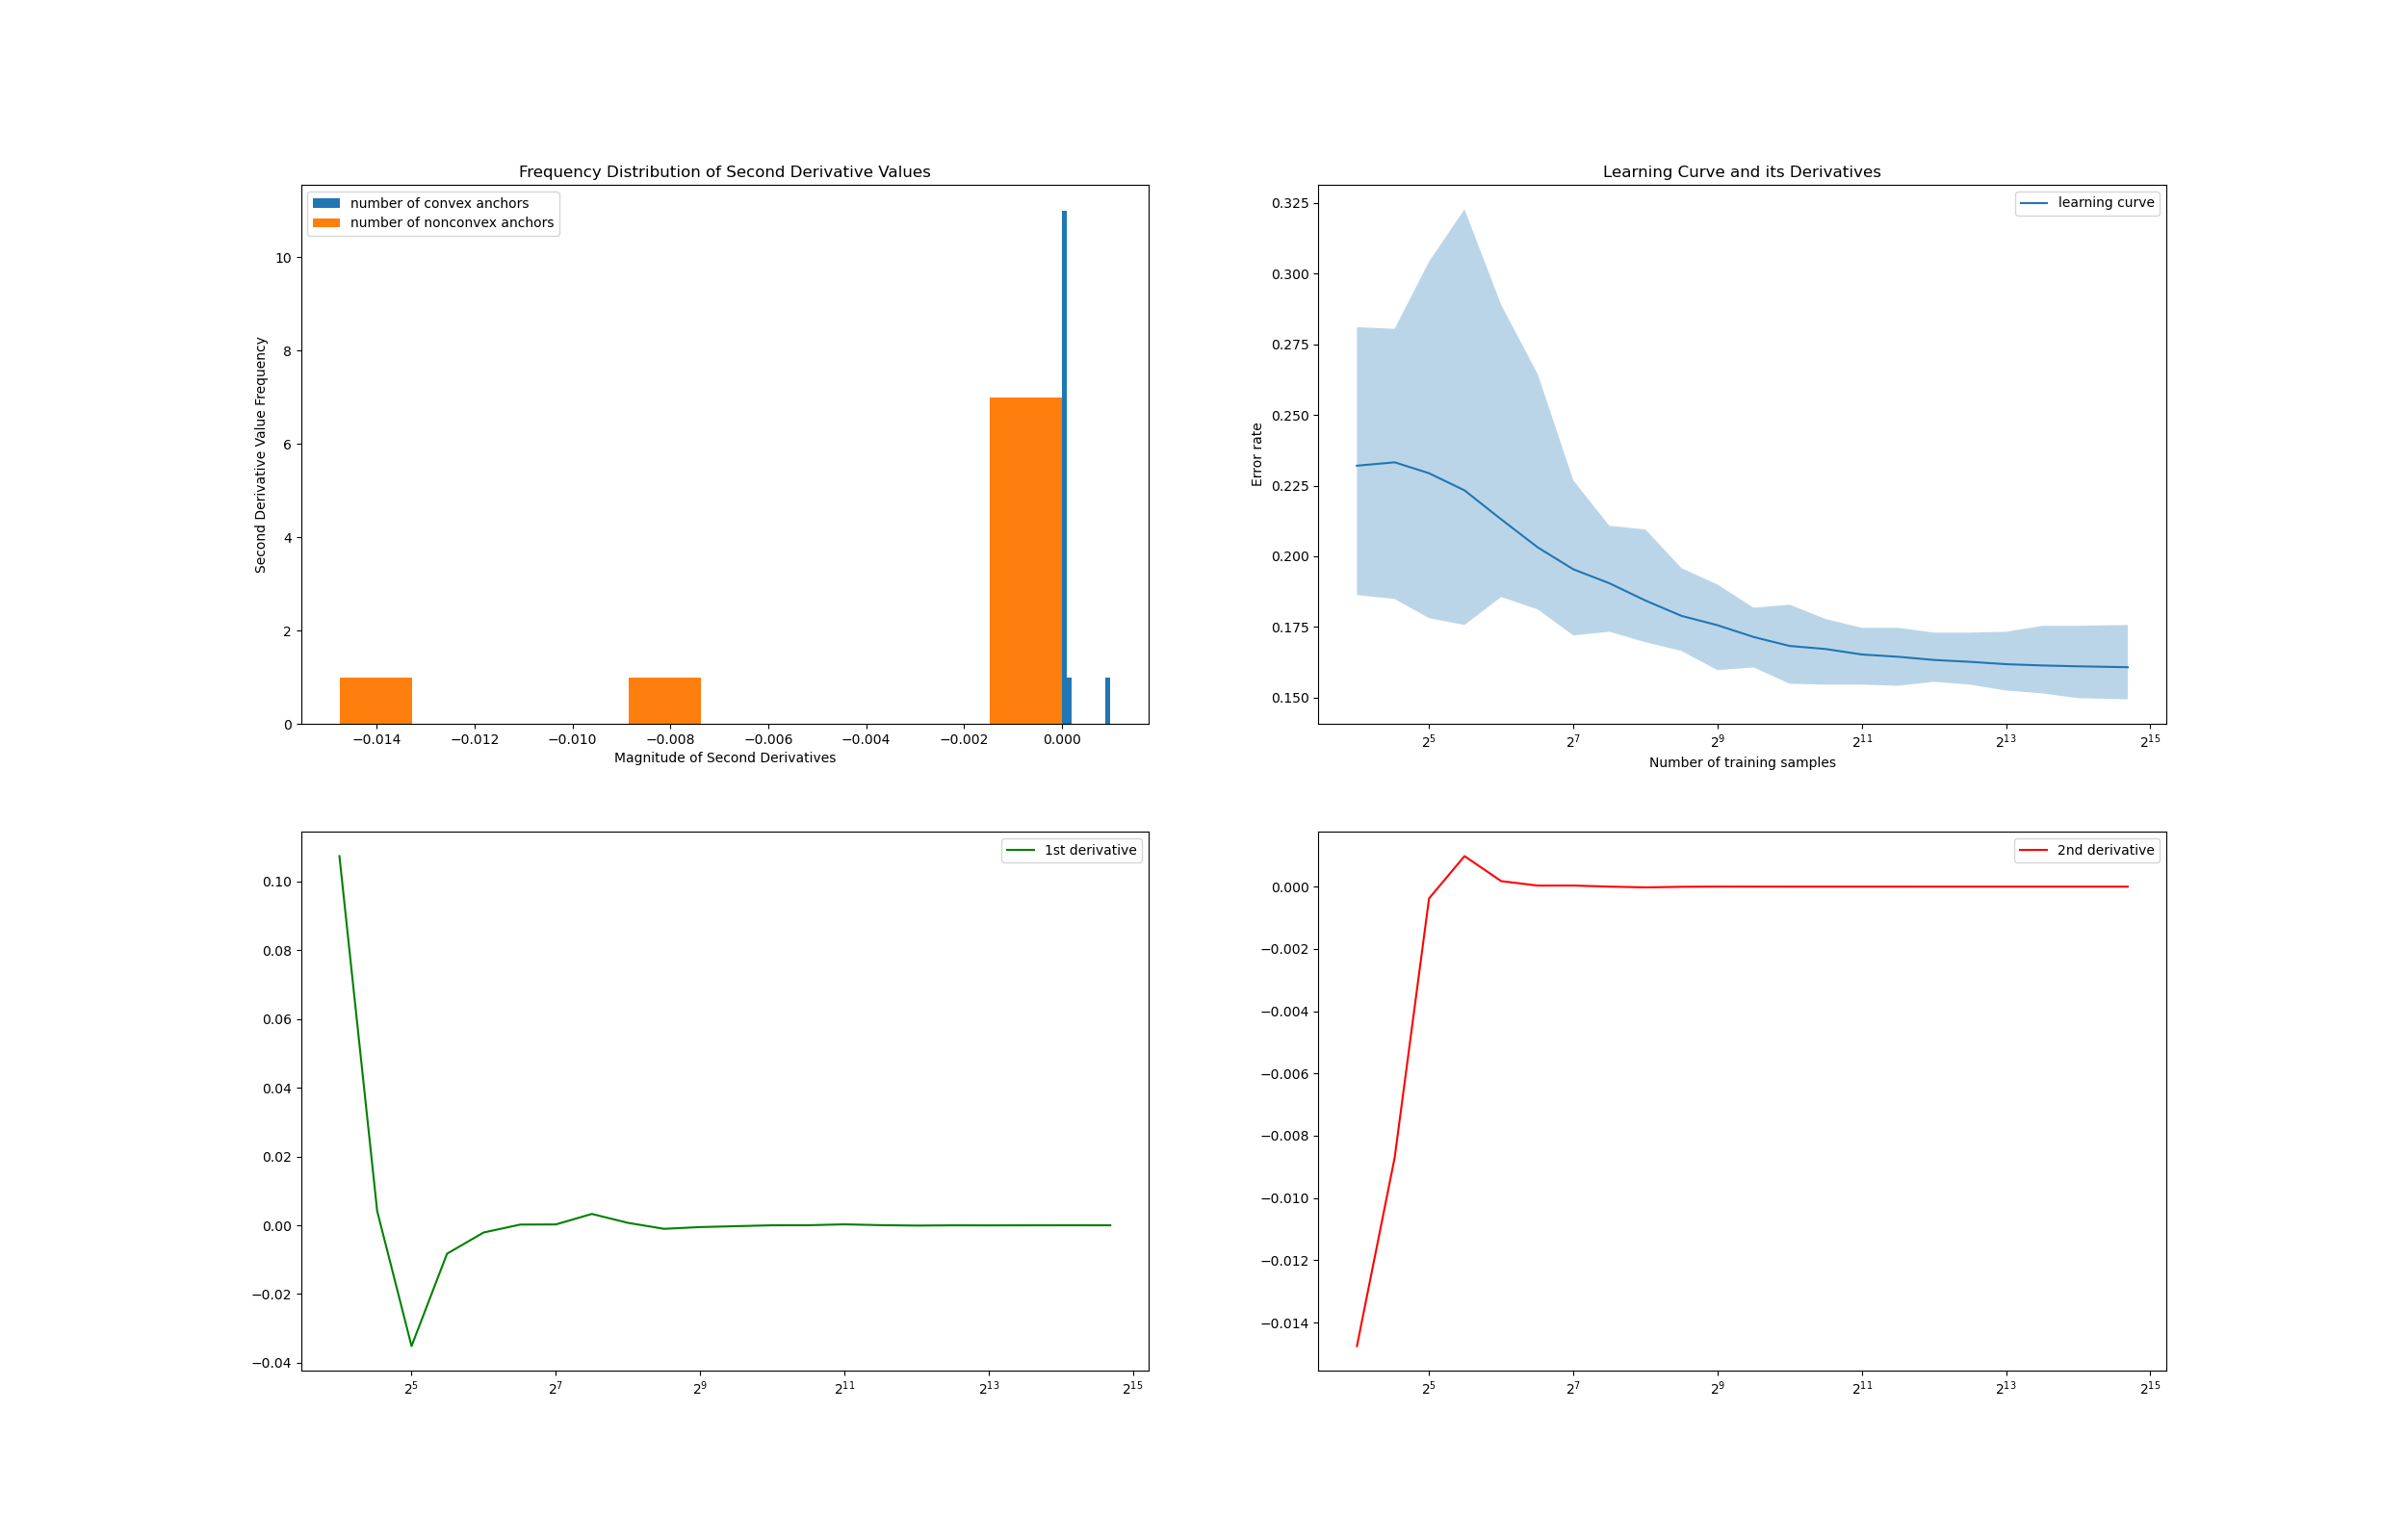 Frequency Distribution of Second Derivative Values
number of convex anchors
number of nonconvex anchors
Second Derivative Value Frequency
10
8
6
4
2
0
−0.014 −0.012 −0.010 −0.008 −0.006 −0.004 −0.002 0.000
Magnitude of Second Derivatives
Learning Curve and its Derivatives
learning curve
Error rate
0.325
0.300
0.275
0.250
0.225
0.200
0.175
0.150
2^5 2^7 2^9 2^11 2^13 2^15
Number of training samples
1st derivative
0.10
0.08
0.06
0.04
0.02
0.00
−0.02
−0.04
2^5 2^7 2^9 2^11 2^13 2^15
2nd derivative
0.000
−0.002
−0.004
−0.006
−0.008
−0.010
−0.012
−0.014
2^5 2^7 2^9 2^11 2^13 2^15